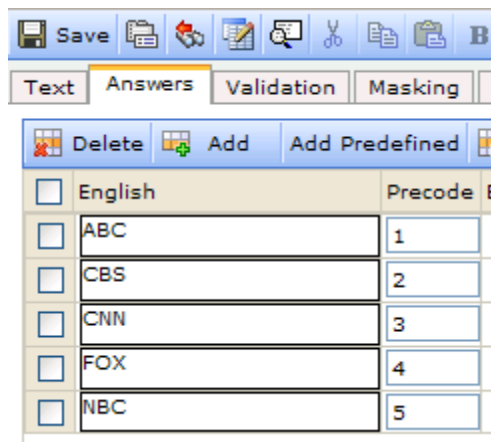 Save B
Text Answers Validation Masking
Delete Add Add Predefined
English Precode
ABC 1
CBS 2
CNN 3
FOX 4
NBC 5